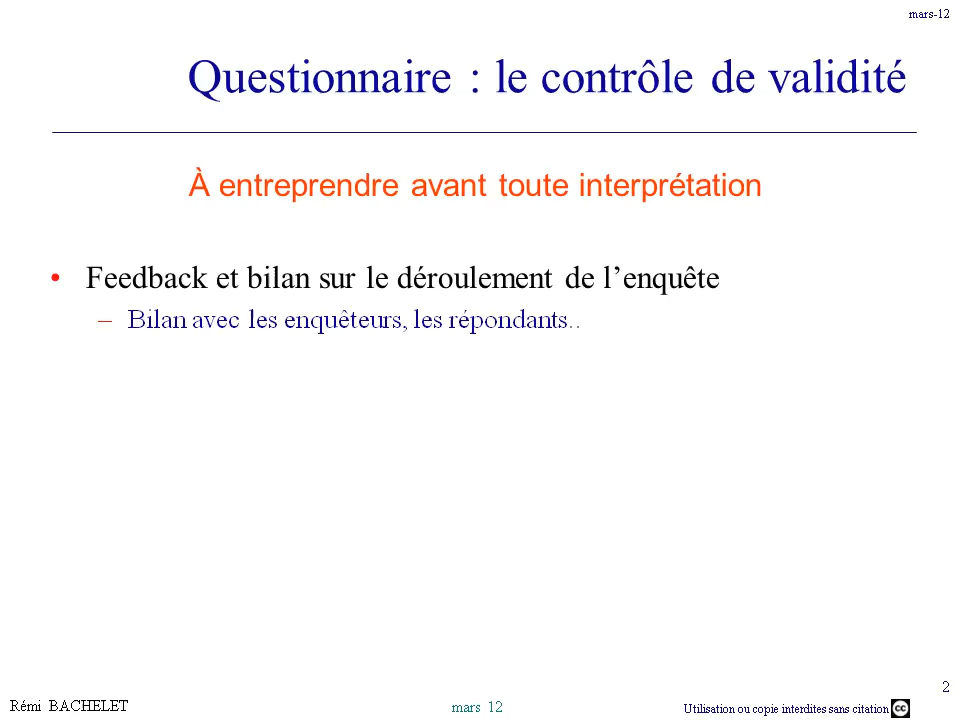 mars-12
Questionnaire : le contrôle de validité
À entreprendre avant toute interprétation
• Feedback et bilan sur le déroulement de l’enquête
– Bilan avec les enquêteurs, les répondants..
2
Rémi BACHELET
mars 12
Utilisation ou copie interdites sans citation
cc